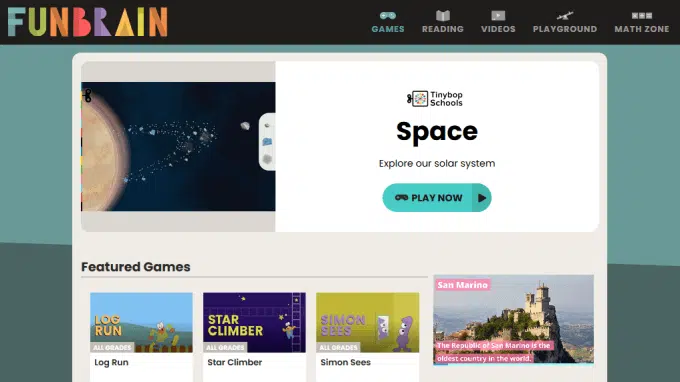 FUNBRAIN
GAMES
READING
VIDEOS
PLAYGROUND
MATH ZONE
Tinybop
Schools
Space
Explore our solar system
PLAY NOW
Featured Games
LOG
RUN
ALL GRADES
Log Run
STAR
CLIMBER
ALL GRADES
Star Climber
SIMON
SEES
ALL GRADES
Simon Sees
San Marino
The Republic of San Marino is the
oldest country in the world.